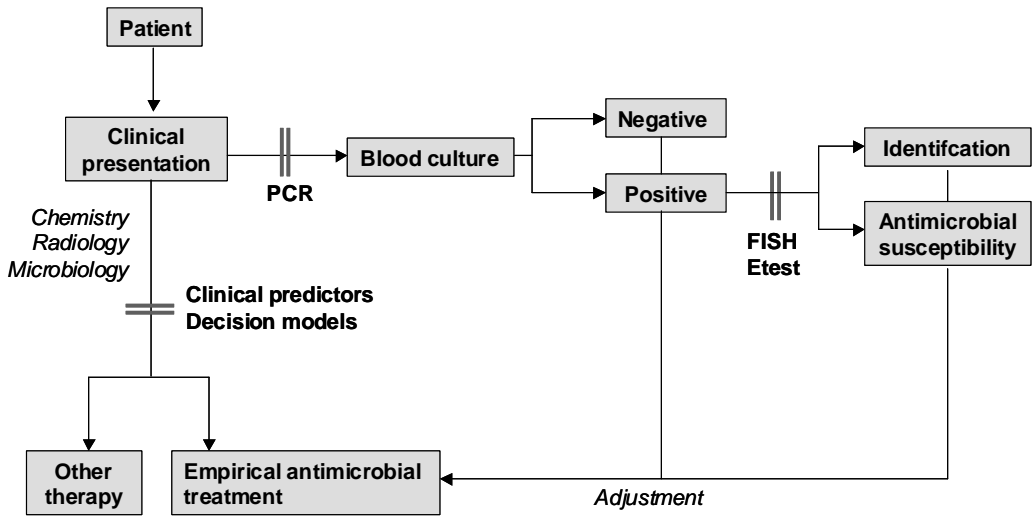 Patient
Clinical
presentation
PCR
Blood culture
Negative
Positive
FISH
Etest
Identifcation
Antimicrobial
susceptibility
Chemistry
Radiology
Microbiology
Clinical predictors
Decision models
Other
therapy
Empirical antimicrobial
treatment
Adjustment